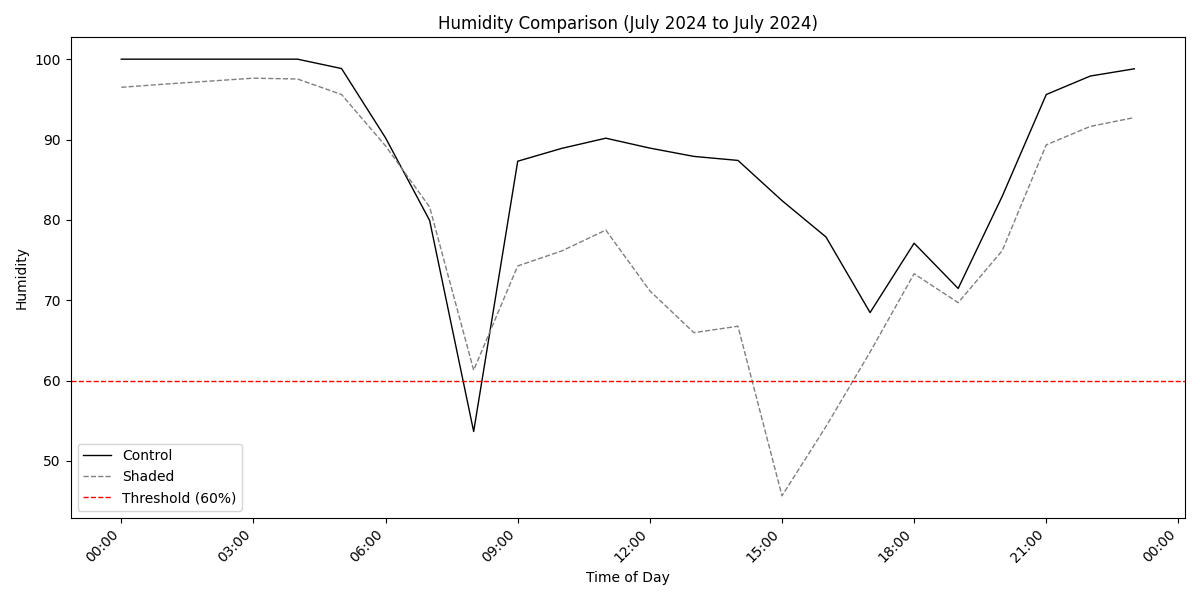 Humidity Comparison (July 2024 to July 2024)
Humidity
100
90
80
70
60
50
Control
Shaded
Threshold (60%)
00:00
03:00
06:00
09:00
12:00
15:00
18:00
21:00
00:00
Time of Day